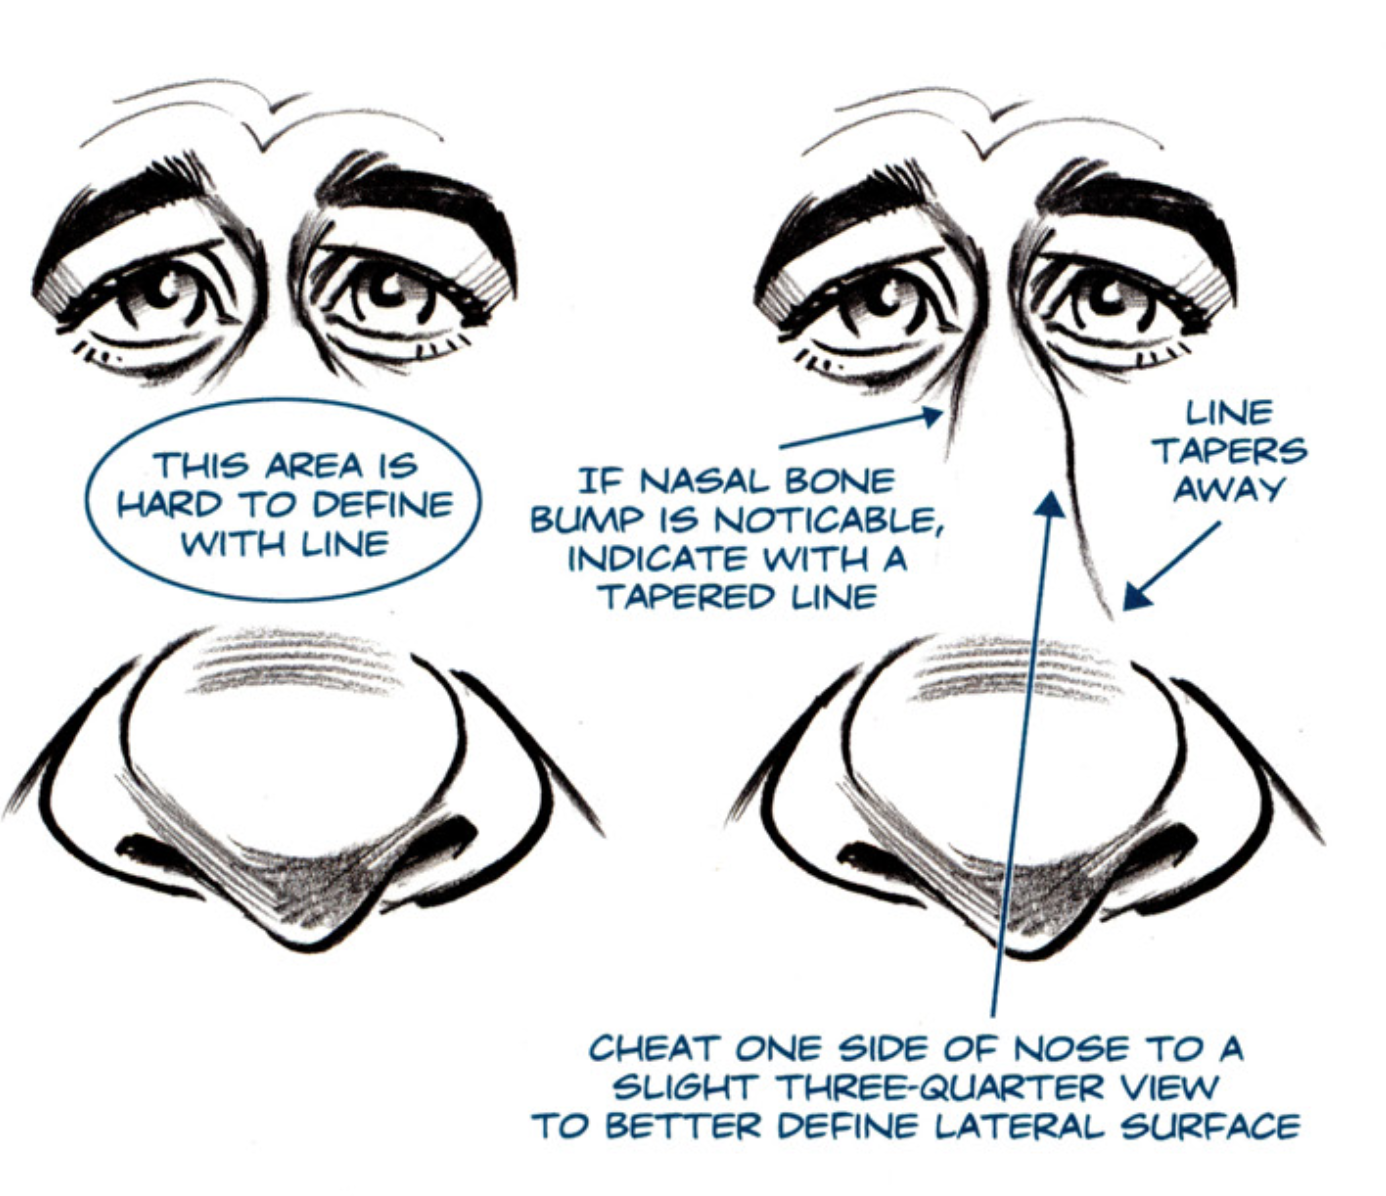 THIS AREA IS
HARD TO DEFINE
WITH LINE
IF NASAL BONE
BUMP IS NOTICABLE,
INDICATE WITH A
TAPERED LINE
LINE
TAPERS
AWAY
CHEAT ONE SIDE OF NOSE TO A
SLIGHT THREE-QUARTER VIEW
TO BETTER DEFINE LATERAL SURFACE